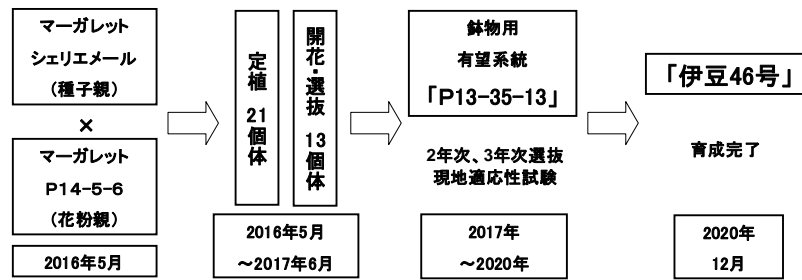 マーガレット
シェリエメール
(種子親)
×
マーガレット
P14-5-6
(花粉親)
2016年5月
定植 21個体
開花・選抜 13個体
2016年5月
～2017年6月
鉢物用
有望系統
「P13-35-13」
2年次、3年次選抜
現地適応性試験
2017年
～2020年
「伊豆46号」
育成完了
2020年
12月